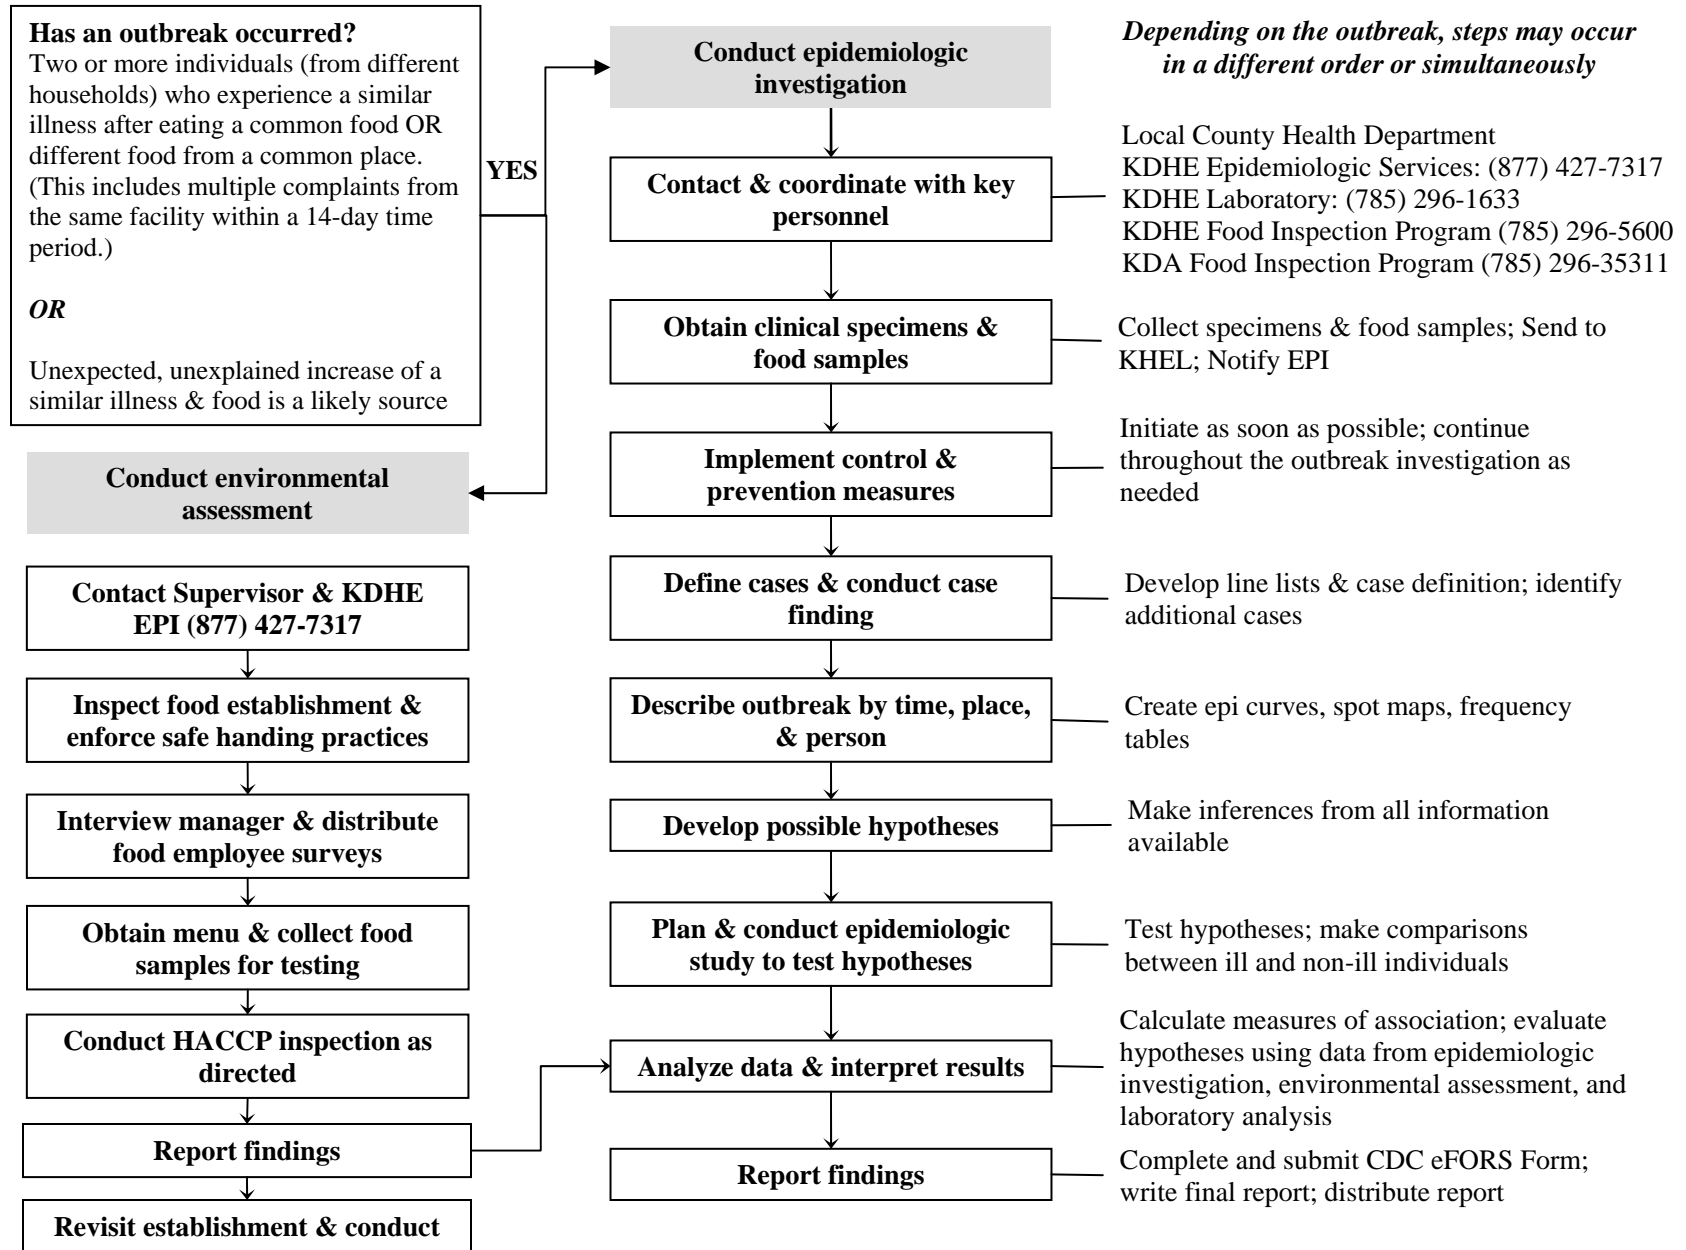 Has an outbreak occurred?
Two or more individuals (from different
households) who experience a similar
illness after eating a common food OR
different food from a common place.
(This includes multiple complaints from
the same facility within a 14-day time
period.)
OR
Unexpected, unexplained increase of a
similar illness & food is a likely source
YES
Conduct environmental
assessment
Contact Supervisor & KDHE
EPI (877) 427-7317
Inspect food establishment &
enforce safe handing practices
Interview manager & distribute
food employee surveys
Obtain menu & collect food
samples for testing
Conduct HACCP inspection as
directed
Report findings
Revisit establishment & conduct
Conduct epidemiologic
investigation
Contact & coordinate with key
personnel
Obtain clinical specimens &
food samples
Implement control &
prevention measures
Define cases & conduct case
finding
Describe outbreak by time, place,
& person
Develop possible hypotheses
Plan & conduct epidemiologic
study to test hypotheses
Analyze data & interpret results
Report findings
Depending on the outbreak, steps may occur
in a different order or simultaneously
Local County Health Department
KDHE Epidemiologic Services: (877) 427-7317
KDHE Laboratory: (785) 296-1633
KDHE Food Inspection Program (785) 296-5600
KDA Food Inspection Program (785) 296-35311
Collect specimens & food samples; Send to
KHEL; Notify EPI
Initiate as soon as possible; continue
throughout the outbreak investigation as
needed
Develop line lists & case definition; identify
additional cases
Create epi curves, spot maps, frequency
tables
Make inferences from all information
available
Test hypotheses; make comparisons
between ill and non-ill individuals
Calculate measures of association; evaluate
hypotheses using data from epidemiologic
investigation, environmental assessment, and
laboratory analysis
Complete and submit CDC eFORS Form;
write final report; distribute report